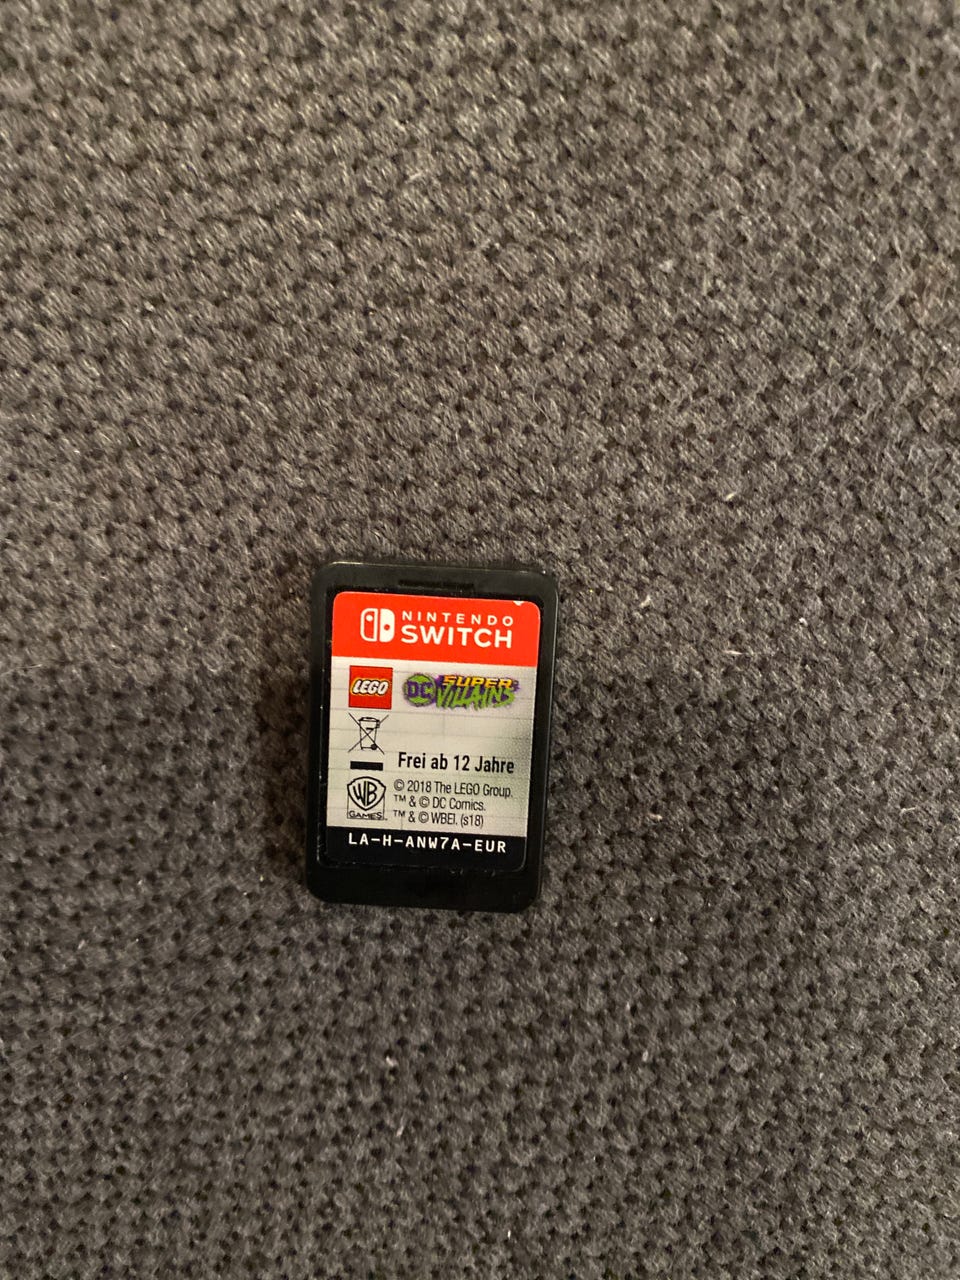 NINTENDO
SWITCH
LEGO
DC SUPER
VILLAINS
Frei ab 12 Jahre
© 2018 The LEGO Group.
™ & © DC Comics.
™ & © WBEI. (s18)
WB
GAMES
LA-H-ANW7A-EUR